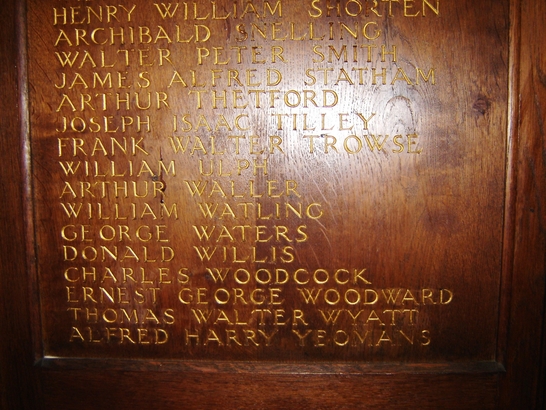 HENRY WILLIAM SHORTEN
ARCHIBALD SNELLING
WALTER PETER SMITH
JAMES ALFRED STATHAM
ARTHUR THETFORD
JOSEPH ISAAC TILLEY
FRANK WALTER TROWSE
WILLIAM ULPH
ARTHUR WALLER
WILLIAM WATLING
GEORGE WATERS
DONALD WILLIS
CHARLES WOODCOCK
ERNEST GEORGE WOODWARD
THOMAS WALTER WYATT
ALFRED HARRY YEOMANS